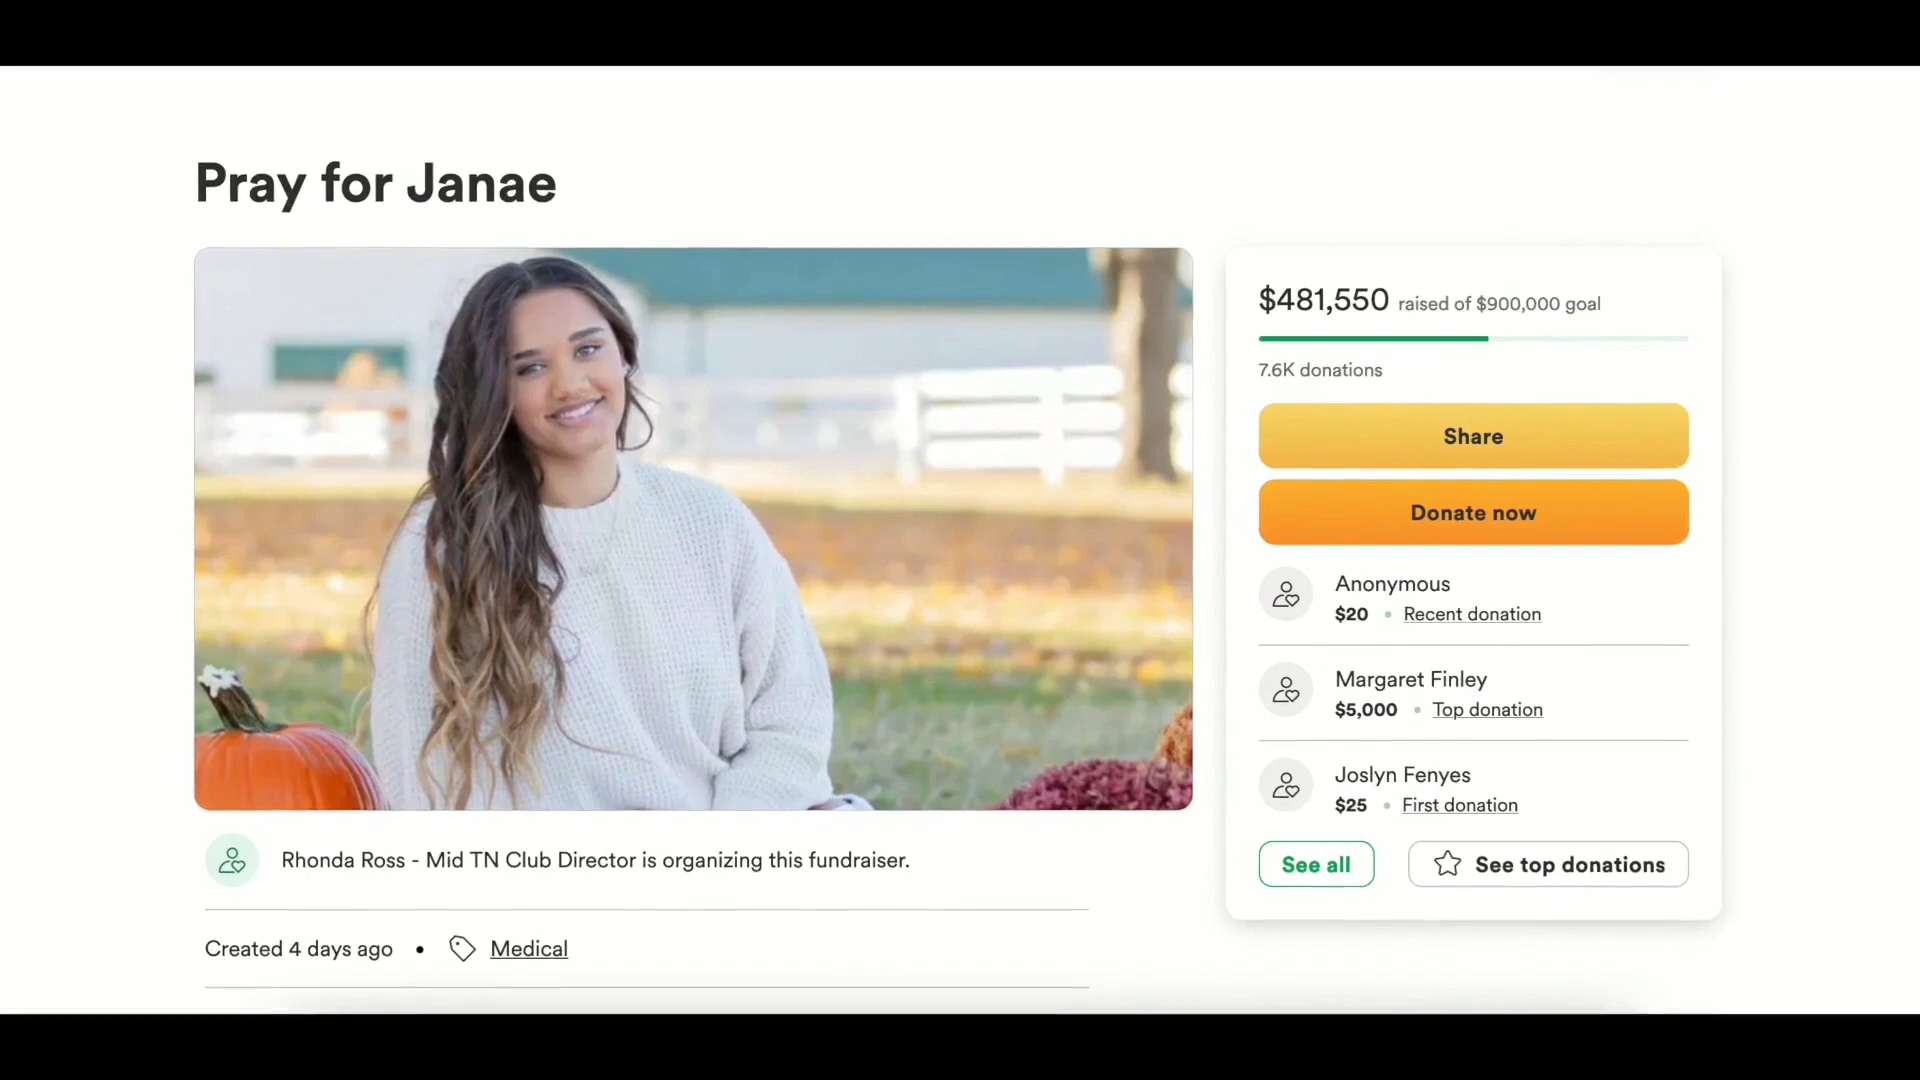 Pray for Janae
$481,550 raised of $900,000 goal
7.6K donations
Share
Donate now
Anonymous
$20 • Recent donation
Margaret Finley
$5,000 • Top donation
Joslyn Fenyes
$25 • First donation
See all
See top donations
Rhonda Ross - Mid TN Club Director is organizing this fundraiser.
Created 4 days ago • Medical